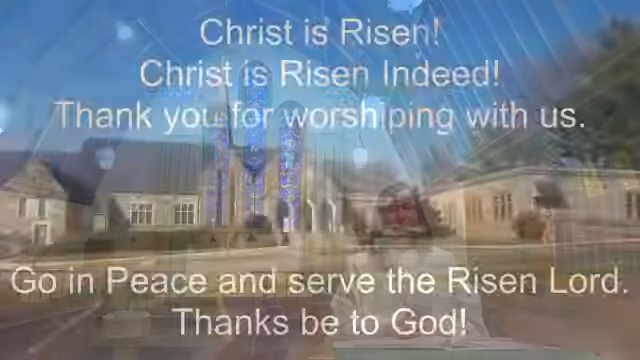 Christ is Risen!
Christ is Risen Indeed!
Thank you for worshiping with us.
Go in Peace and serve the Risen Lord.
Thanks be to God!